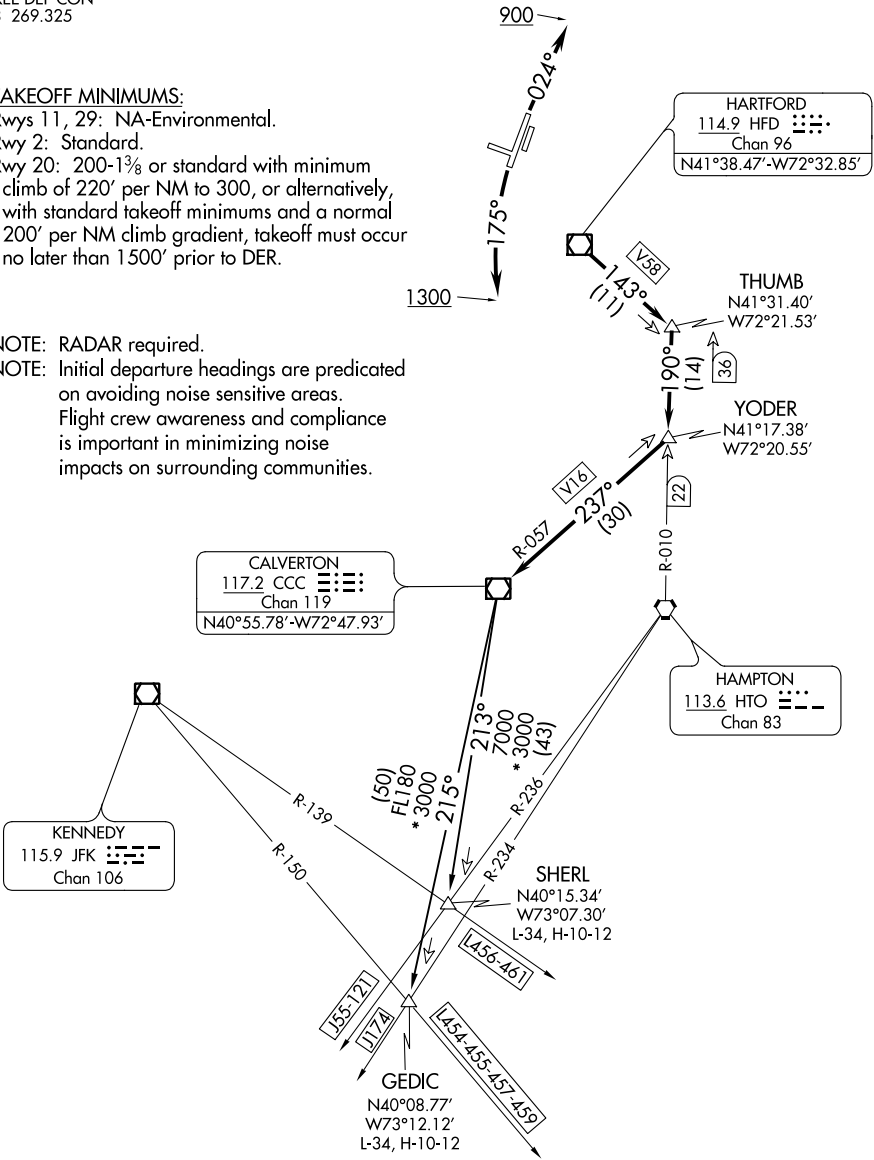 269.325
TAKEOFF MINIMUMS:
Rwys 11, 29: NA-Environmental.
Rwy 2: Standard.
Rwy 20: 200-1⅜ or standard with minimum
climb of 220' per NM to 300, or alternatively,
with standard takeoff minimums and a normal
200' per NM climb gradient, takeoff must occur
no later than 1500' prior to DER.
NOTE: RADAR required.
NOTE: Initial departure headings are predicated
on avoiding noise sensitive areas.
Flight crew awareness and compliance
is important in minimizing noise
impacts on surrounding communities.
900
024°
175°
1300
HARTFORD
114.9 HFD
Chan 96
N41°38.47'-W72°32.85'
V58
143°
(11)
THUMB
N41°31.40'
W72°21.53'
190°
(14)
36
YODER
N41°17.38'
W72°20.55'
V16
237°
(30)
R-057
22
R-010
CALVERTON
117.2 CCC
Chan 119
N40°55.78'-W72°47.93'
HAMPTON
113.6 HTO
Chan 83
213°
7000
*3000
(43)
(50)
FL180
*3000
215°
R-236
R-234
R-139
R-150
KENNEDY
115.9 JFK
Chan 106
SHERL
N40°15.34'
W73°07.30'
L-34, H-10-12
L456-461
J55-121
J174
L454-455-457-459
GEDIC
N40°08.77'
W73°12.12'
L-34, H-10-12